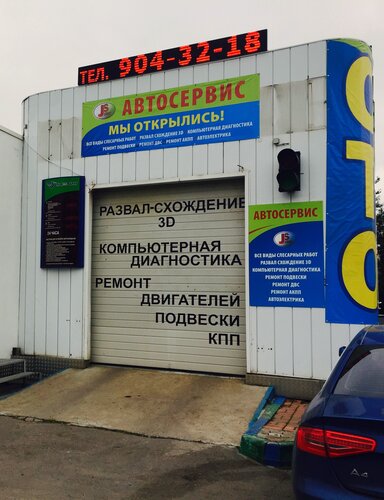 ТЕЛ. 904-32-18
АВТОСЕРВИС
МЫ ОТКРЫЛИСЬ!
ВСЕ ВИДЫ СЛЕСАРНЫХ РАБОТ РАЗВАЛ СХОЖДЕНИЕ 3D КОМПЬЮТЕРНАЯ ДИАГНОСТИКА
РЕМОНТ ПОДВЕСКИ РЕМОНТ ДВС РЕМОНТ АКПП АВТОЭЛЕКТРИКА
РАЗВАЛ-СХОЖДЕНИЕ
3D
КОМПЬЮТЕРНАЯ
ДИАГНОСТИКА
РЕМОНТ
ДВИГАТЕЛЕЙ
ПОДВЕСКИ
КПП
АВТОСЕРВИС
ВСЕ ВИДЫ СЛЕСАРНЫХ РАБОТ
РАЗВАЛ СХОЖДЕНИЕ 3D
КОМПЬЮТЕРНАЯ ДИАГНОСТИКА
РЕМОНТ ДВС
РЕМОНТ АКПП
АВТОЭЛЕКТРИКА
СТО
A4